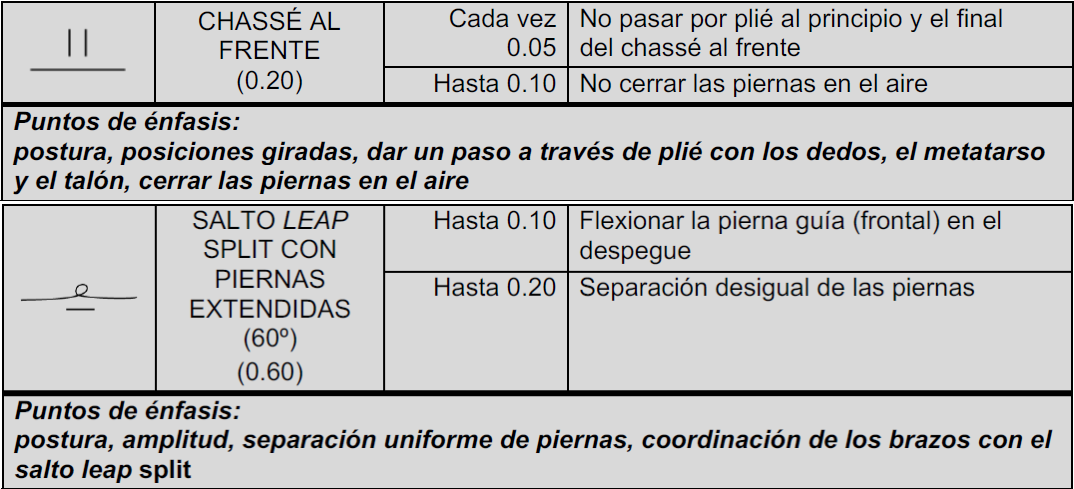 CHASSÉ AL
FRENTE
(0.20)
Cada vez
0.05
No pasar por plié al principio y el final
del chassé al frente
Hasta 0.10
No cerrar las piernas en el aire
Puntos de énfasis:
postura, posiciones giradas, dar un paso a través de plié con los dedos, el metatarso
y el talón, cerrar las piernas en el aire
SALTO LEAP
SPLIT CON
PIERNAS
EXTENDIDAS
(60º)
(0.60)
Hasta 0.10
Flexionar la pierna guía (frontal) en el
despegue
Hasta 0.20
Separación desigual de las piernas
Puntos de énfasis:
postura, amplitud, separación uniforme de piernas, coordinación de los brazos con el
salto leap split